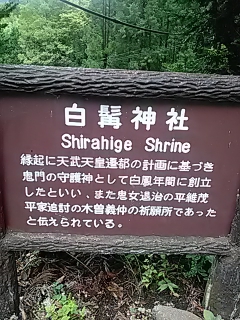 白髯神社
Shirahige Shrine
縁起に天武天皇遷都の計画に基づき
鬼門の守護神として白鳳年間に創立
したといい、また鬼女退治の平維茂
平家追討の木曽義仲の祈願所であった
と伝えられている。